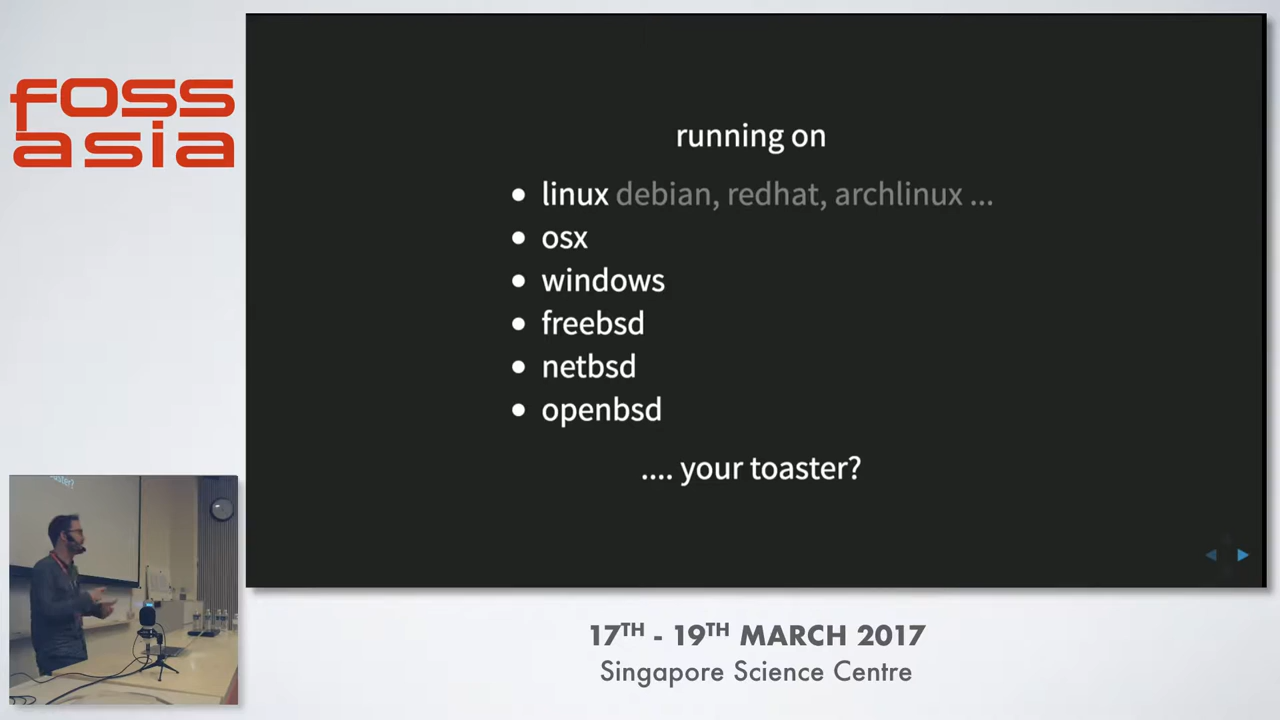 foss
asia
running on
linux debian, redhat, archlinux ...
osx
windows
freebsd
netbsd
openbsd
.... your toaster?
17TH - 19TH MARCH 2017
Singapore Science Centre